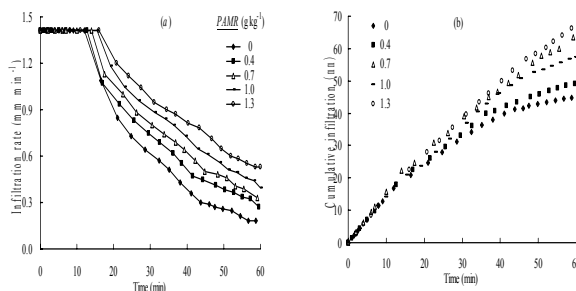 (a)
PAMR (g kg-1)
0
0.4
0.7
1.0
1.3
Infiltration rate (mm min-1)
1.5
1.2
0.9
0.6
0.3
0.0
0 10 20 30 40 50 60
Time (min)
(b)
0
0.4
0.7
1.0
1.3
Cumulative infiltration (nn)
70
60
50
40
30
20
10
0
0 10 20 30 40 50 60
Time (min)